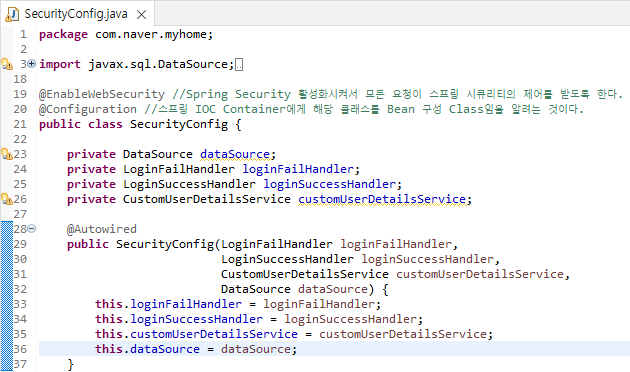 SecurityConfig.java
1 package com.naver.myhome;
2
3 import javax.sql.DataSource;
18
19 @EnableWebSecurity //Spring Security 활성화시켜서 모든 요청이 스프링 시큐리티의 제어를 받도록 한다.
20 @Configuration //스프링 IOC Container에게 해당 클래스를 Bean 구성 Class임을 알려는 것이다.
21 public class SecurityConfig {
22
23 private DataSource dataSource;
24 private LoginFailHandler loginFailHandler;
25 private LoginSuccessHandler loginSuccessHandler;
26 private CustomUserDetailsService customUserDetailsService;
27
28 @Autowired
29 public SecurityConfig(LoginFailHandler loginFailHandler,
30 LoginSuccessHandler loginSuccessHandler,
31 CustomUserDetailsService customUserDetailsService,
32 DataSource dataSource) {
33 this.loginFailHandler = loginFailHandler;
34 this.loginSuccessHandler = loginSuccessHandler;
35 this.customUserDetailsService = customUserDetailsService;
36 this.dataSource = dataSource;
37 }